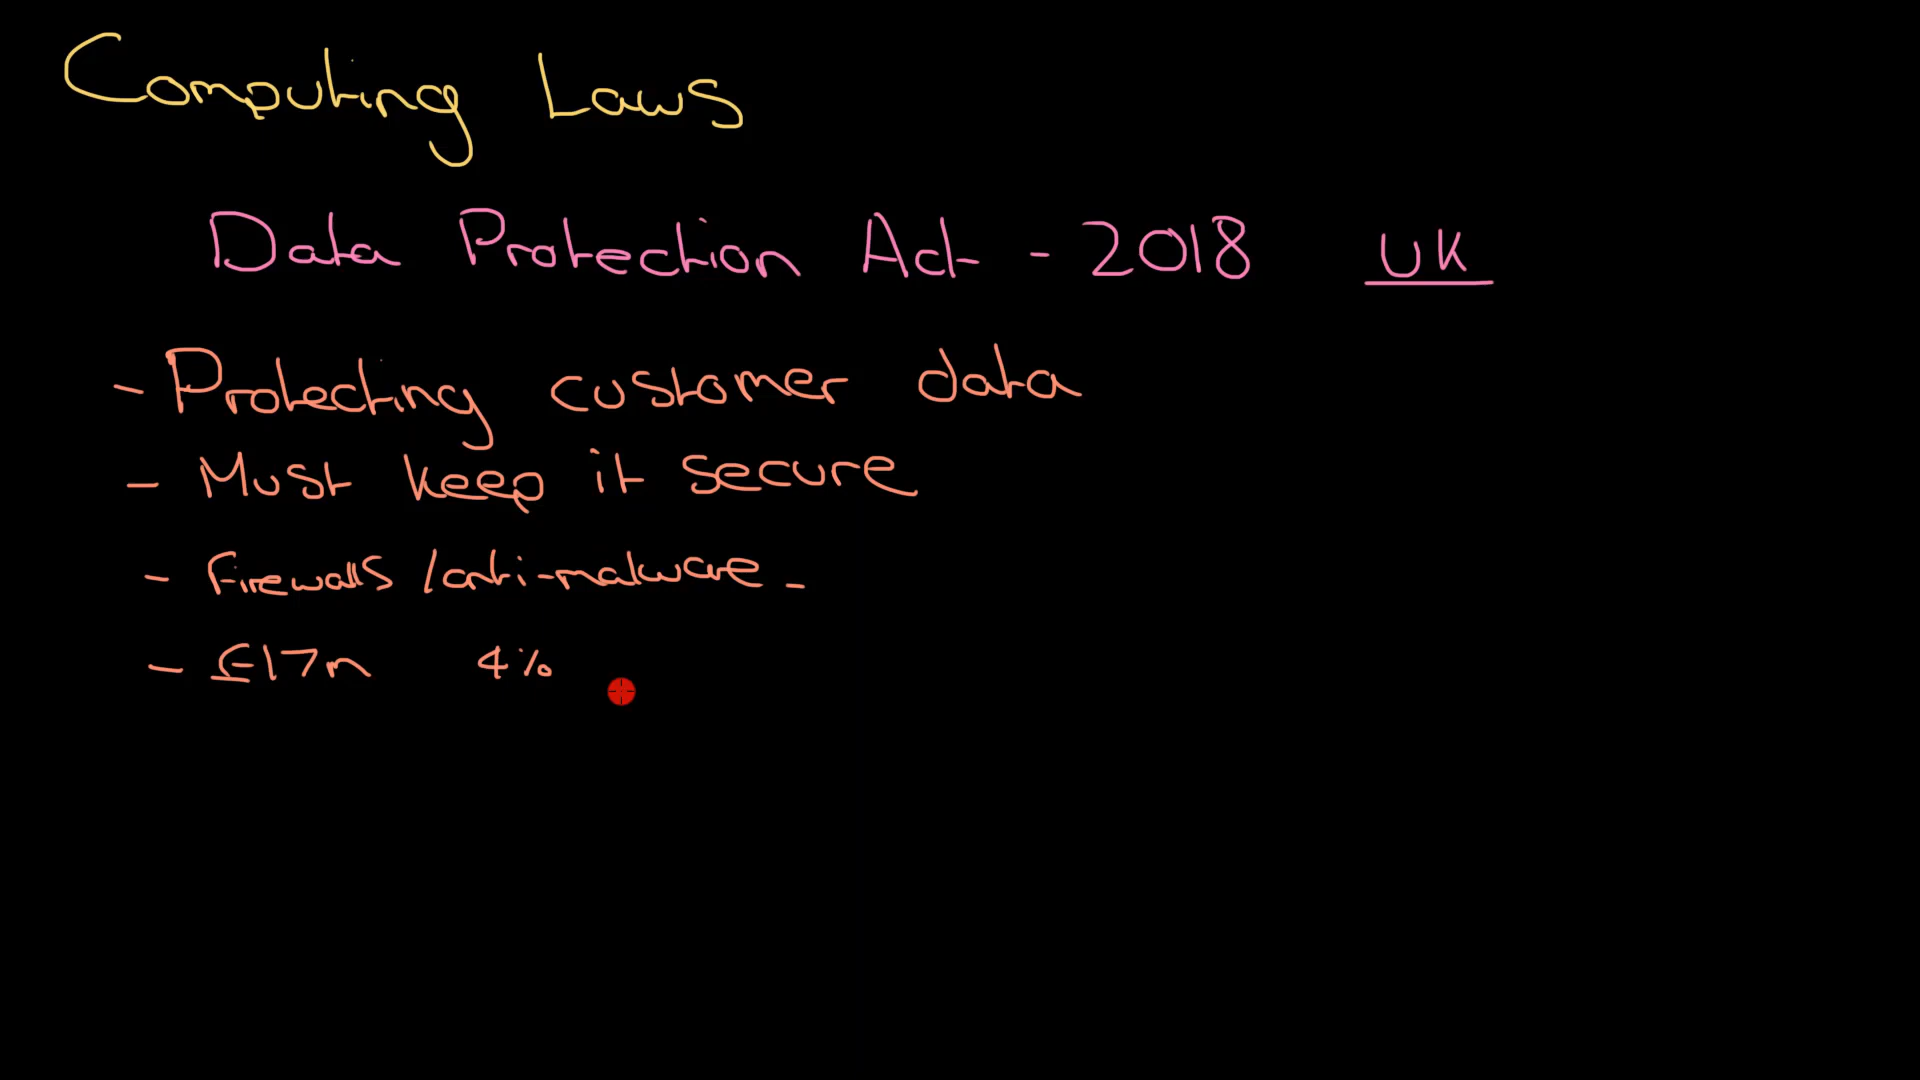 Computing Laws
Data Protection Act - 2018 UK
- Protecting customer data
- Must keep it secure
- Firewalls / anti-malware -
- £17m 4%